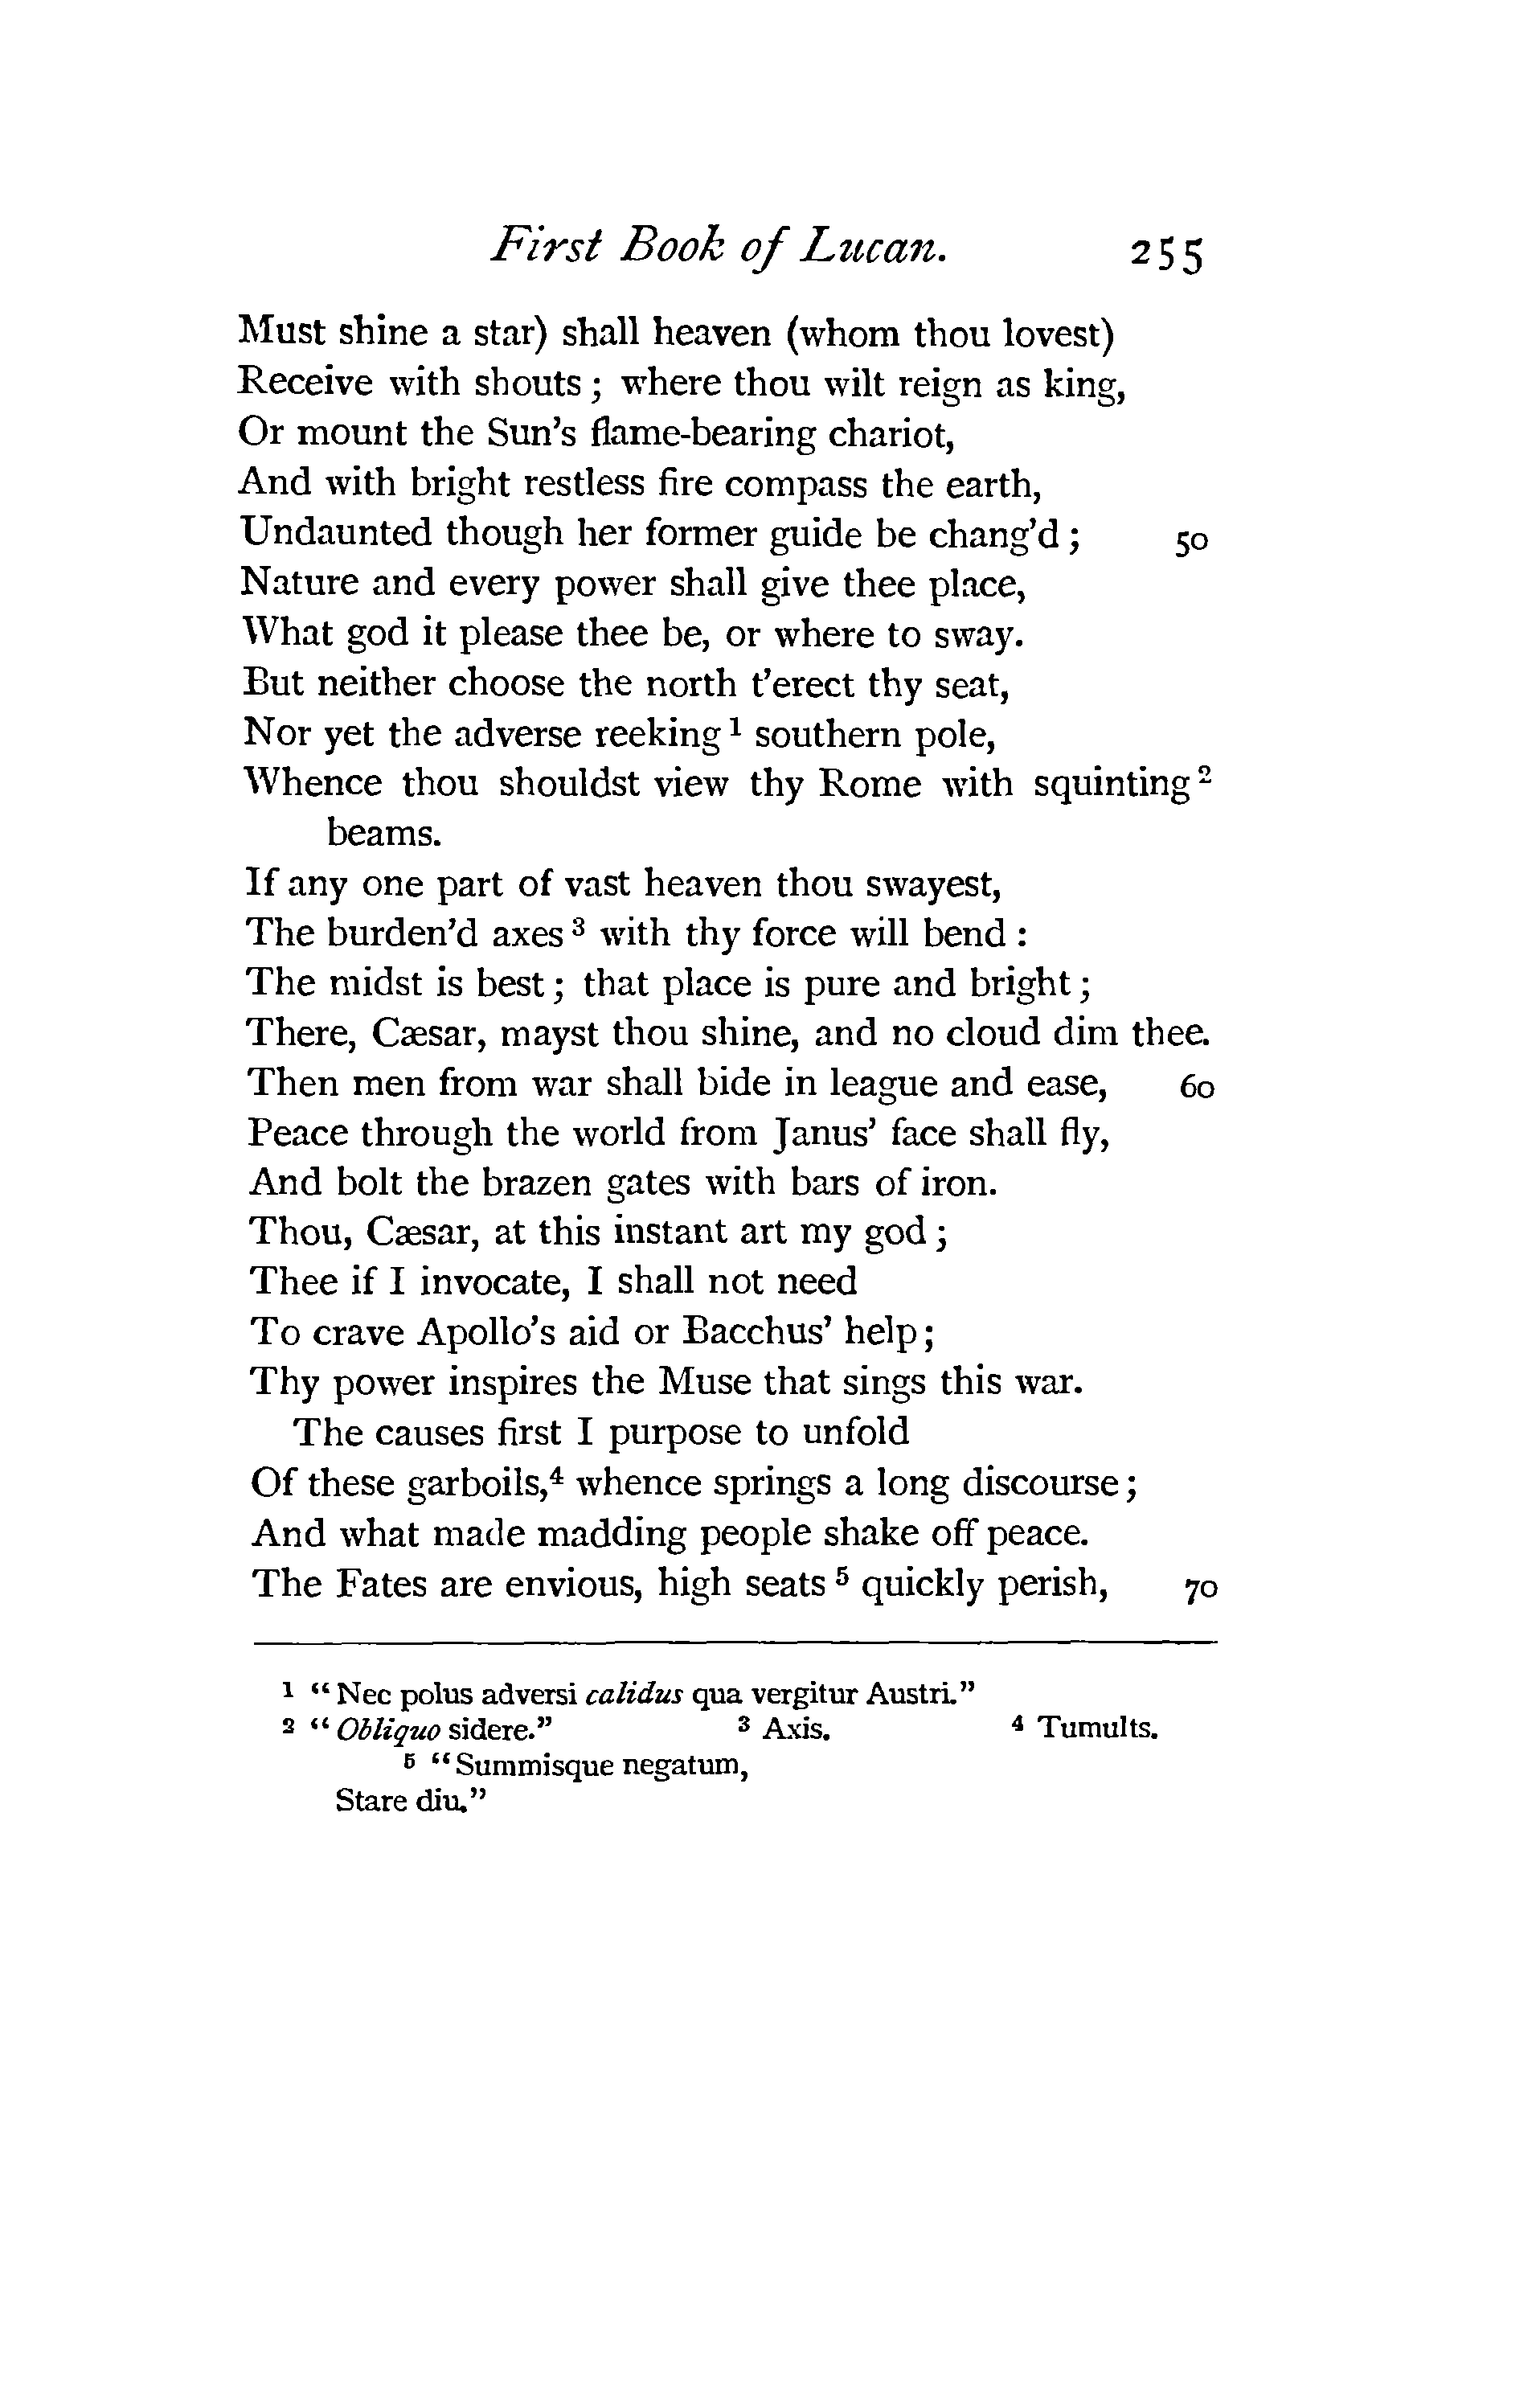 First Book of Lucan. 255
Must shine a star) shall heaven (whom thou lovest)
Receive with shouts; where thou wilt reign as king,
Or mount the Sun's flame-bearing chariot,
And with bright restless fire compass the earth,
Undaunted though her former guide be chang'd; 50
Nature and every power shall give thee place,
What god it please thee be, or where to sway.
But neither choose the north t'erect thy seat,
Nor yet the adverse reeking¹ southern pole,
Whence thou shouldst view thy Rome with squinting²
beams.
If any one part of vast heaven thou swayest,
The burden'd axes³ with thy force will bend:
The midst is best; that place is pure and bright;
There, Cæsar, mayst thou shine, and no cloud dim thee.
Then men from war shall bide in league and ease, 60
Peace through the world from Janus' face shall fly,
And bolt the brazen gates with bars of iron.
Thou, Cæsar, at this instant art my god;
Thee if I invocate, I shall not need
To crave Apollo's aid or Bacchus' help;
Thy power inspires the Muse that sings this war.
The causes first I purpose to unfold
Of these garboils,⁴ whence springs a long discourse;
And what made madding people shake off peace.
The Fates are envious, high seats⁵ quickly perish, 70
¹ "Nec polus adversi calidus qua vergitur Austri."
² "Obliquo sidere." ³ Axis. ⁴ Tumults.
⁵ "Summisque negatum,
Stare diu."